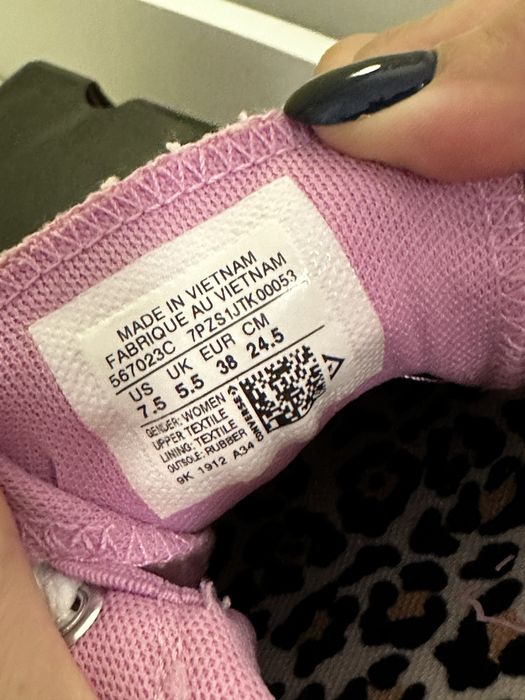 MADE IN VIETNAM
FABRIQUE AU VIETNAM
567023C 7PZS1JTK00053
US UK EUR CM
7.5 5.5 38 24.5
GENDER: WOMEN
UPPER: TEXTILE
LINING: TEXTILE
OUTSOLE: RUBBER
9K 1912 A34
CONVERSE